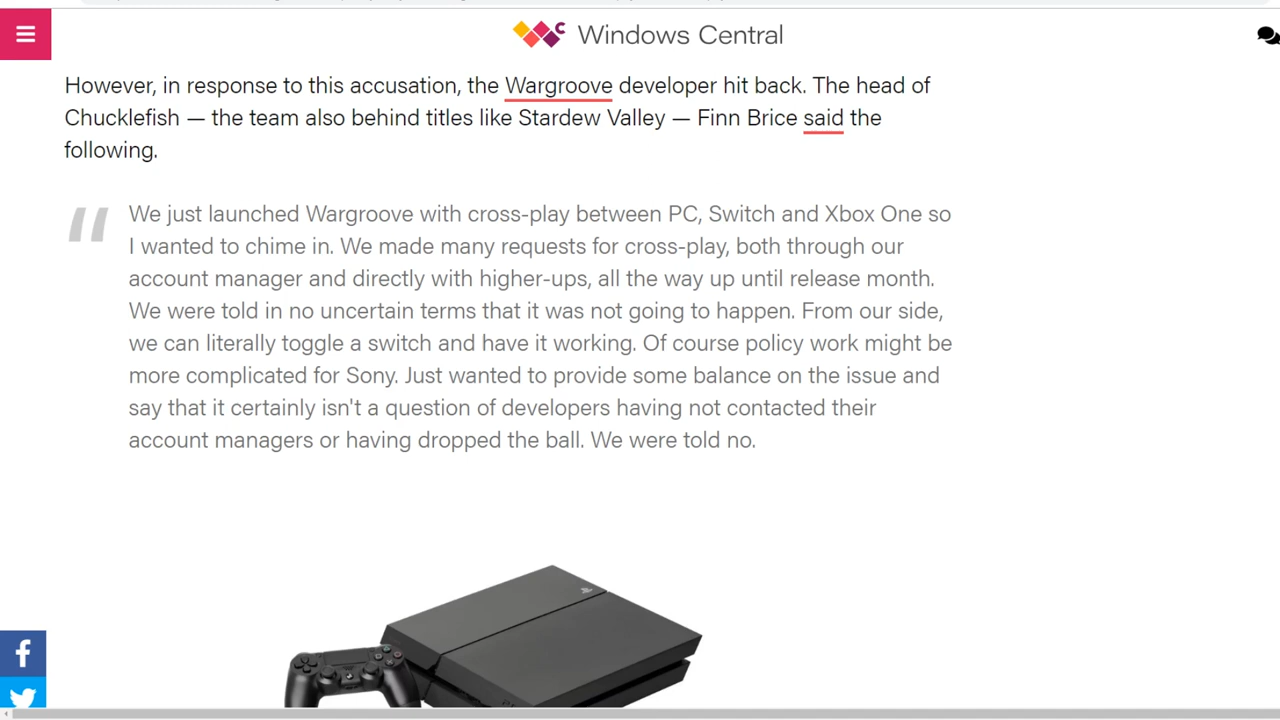 Windows Central
However, in response to this accusation, the Wargroove developer hit back. The head of
Chucklefish — the team also behind titles like Stardew Valley — Finn Brice said the
following.
“
We just launched Wargroove with cross-play between PC, Switch and Xbox One so
I wanted to chime in. We made many requests for cross-play, both through our
account manager and directly with higher-ups, all the way up until release month.
We were told in no uncertain terms that it was not going to happen. From our side,
we can literally toggle a switch and have it working. Of course policy work might be
more complicated for Sony. Just wanted to provide some balance on the issue and
say that it certainly isn't a question of developers having not contacted their
account managers or having dropped the ball. We were told no.